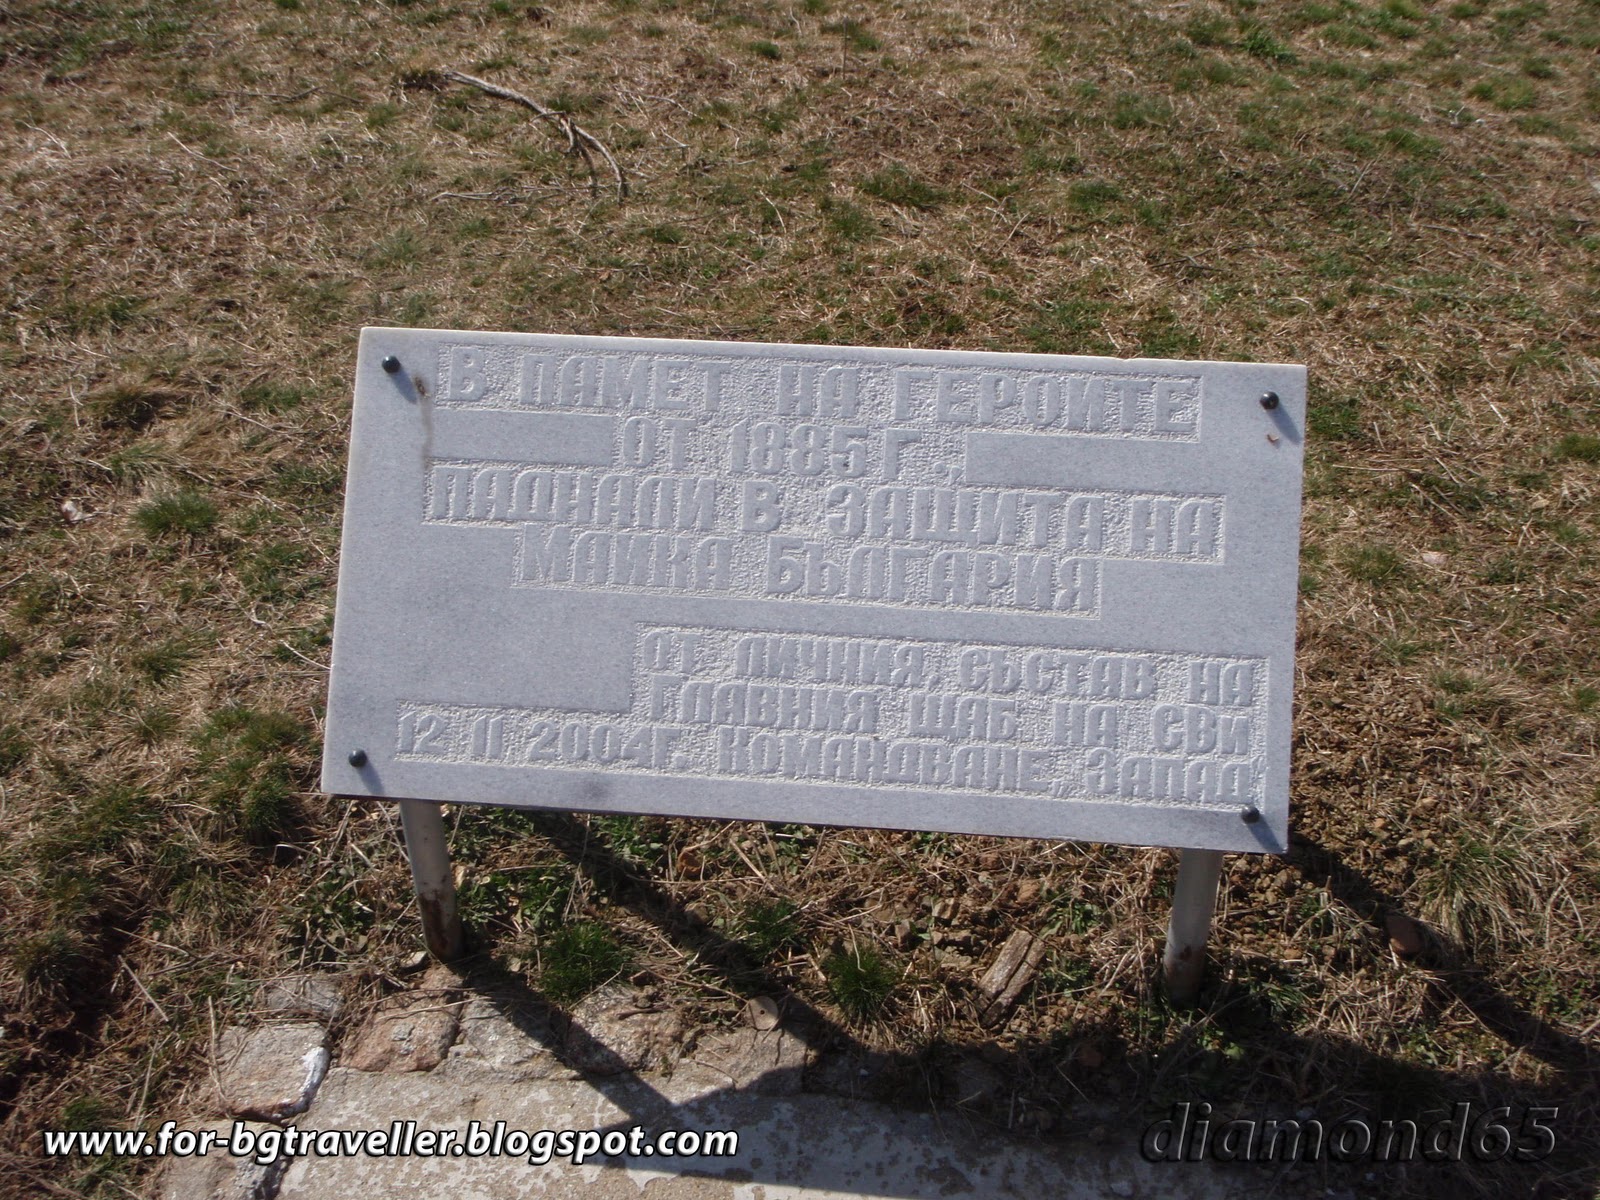 В ПАМЕТ НА ГЕРОИТЕ
ОТ 1885 Г.,
ПАДНАЛИ В ЗАЩИТА НА
МАЙКА БЪЛГАРИЯ
ОТ ЛИЧНИЯ СЪСТАВ НА
ГЛАВНИЯ ЩАБ НА СВИ
12 11 2004Г. КОМАНДВАНЕ „ЗАПАД"
www.for-bgtraveller.blogspot.com
diamond65